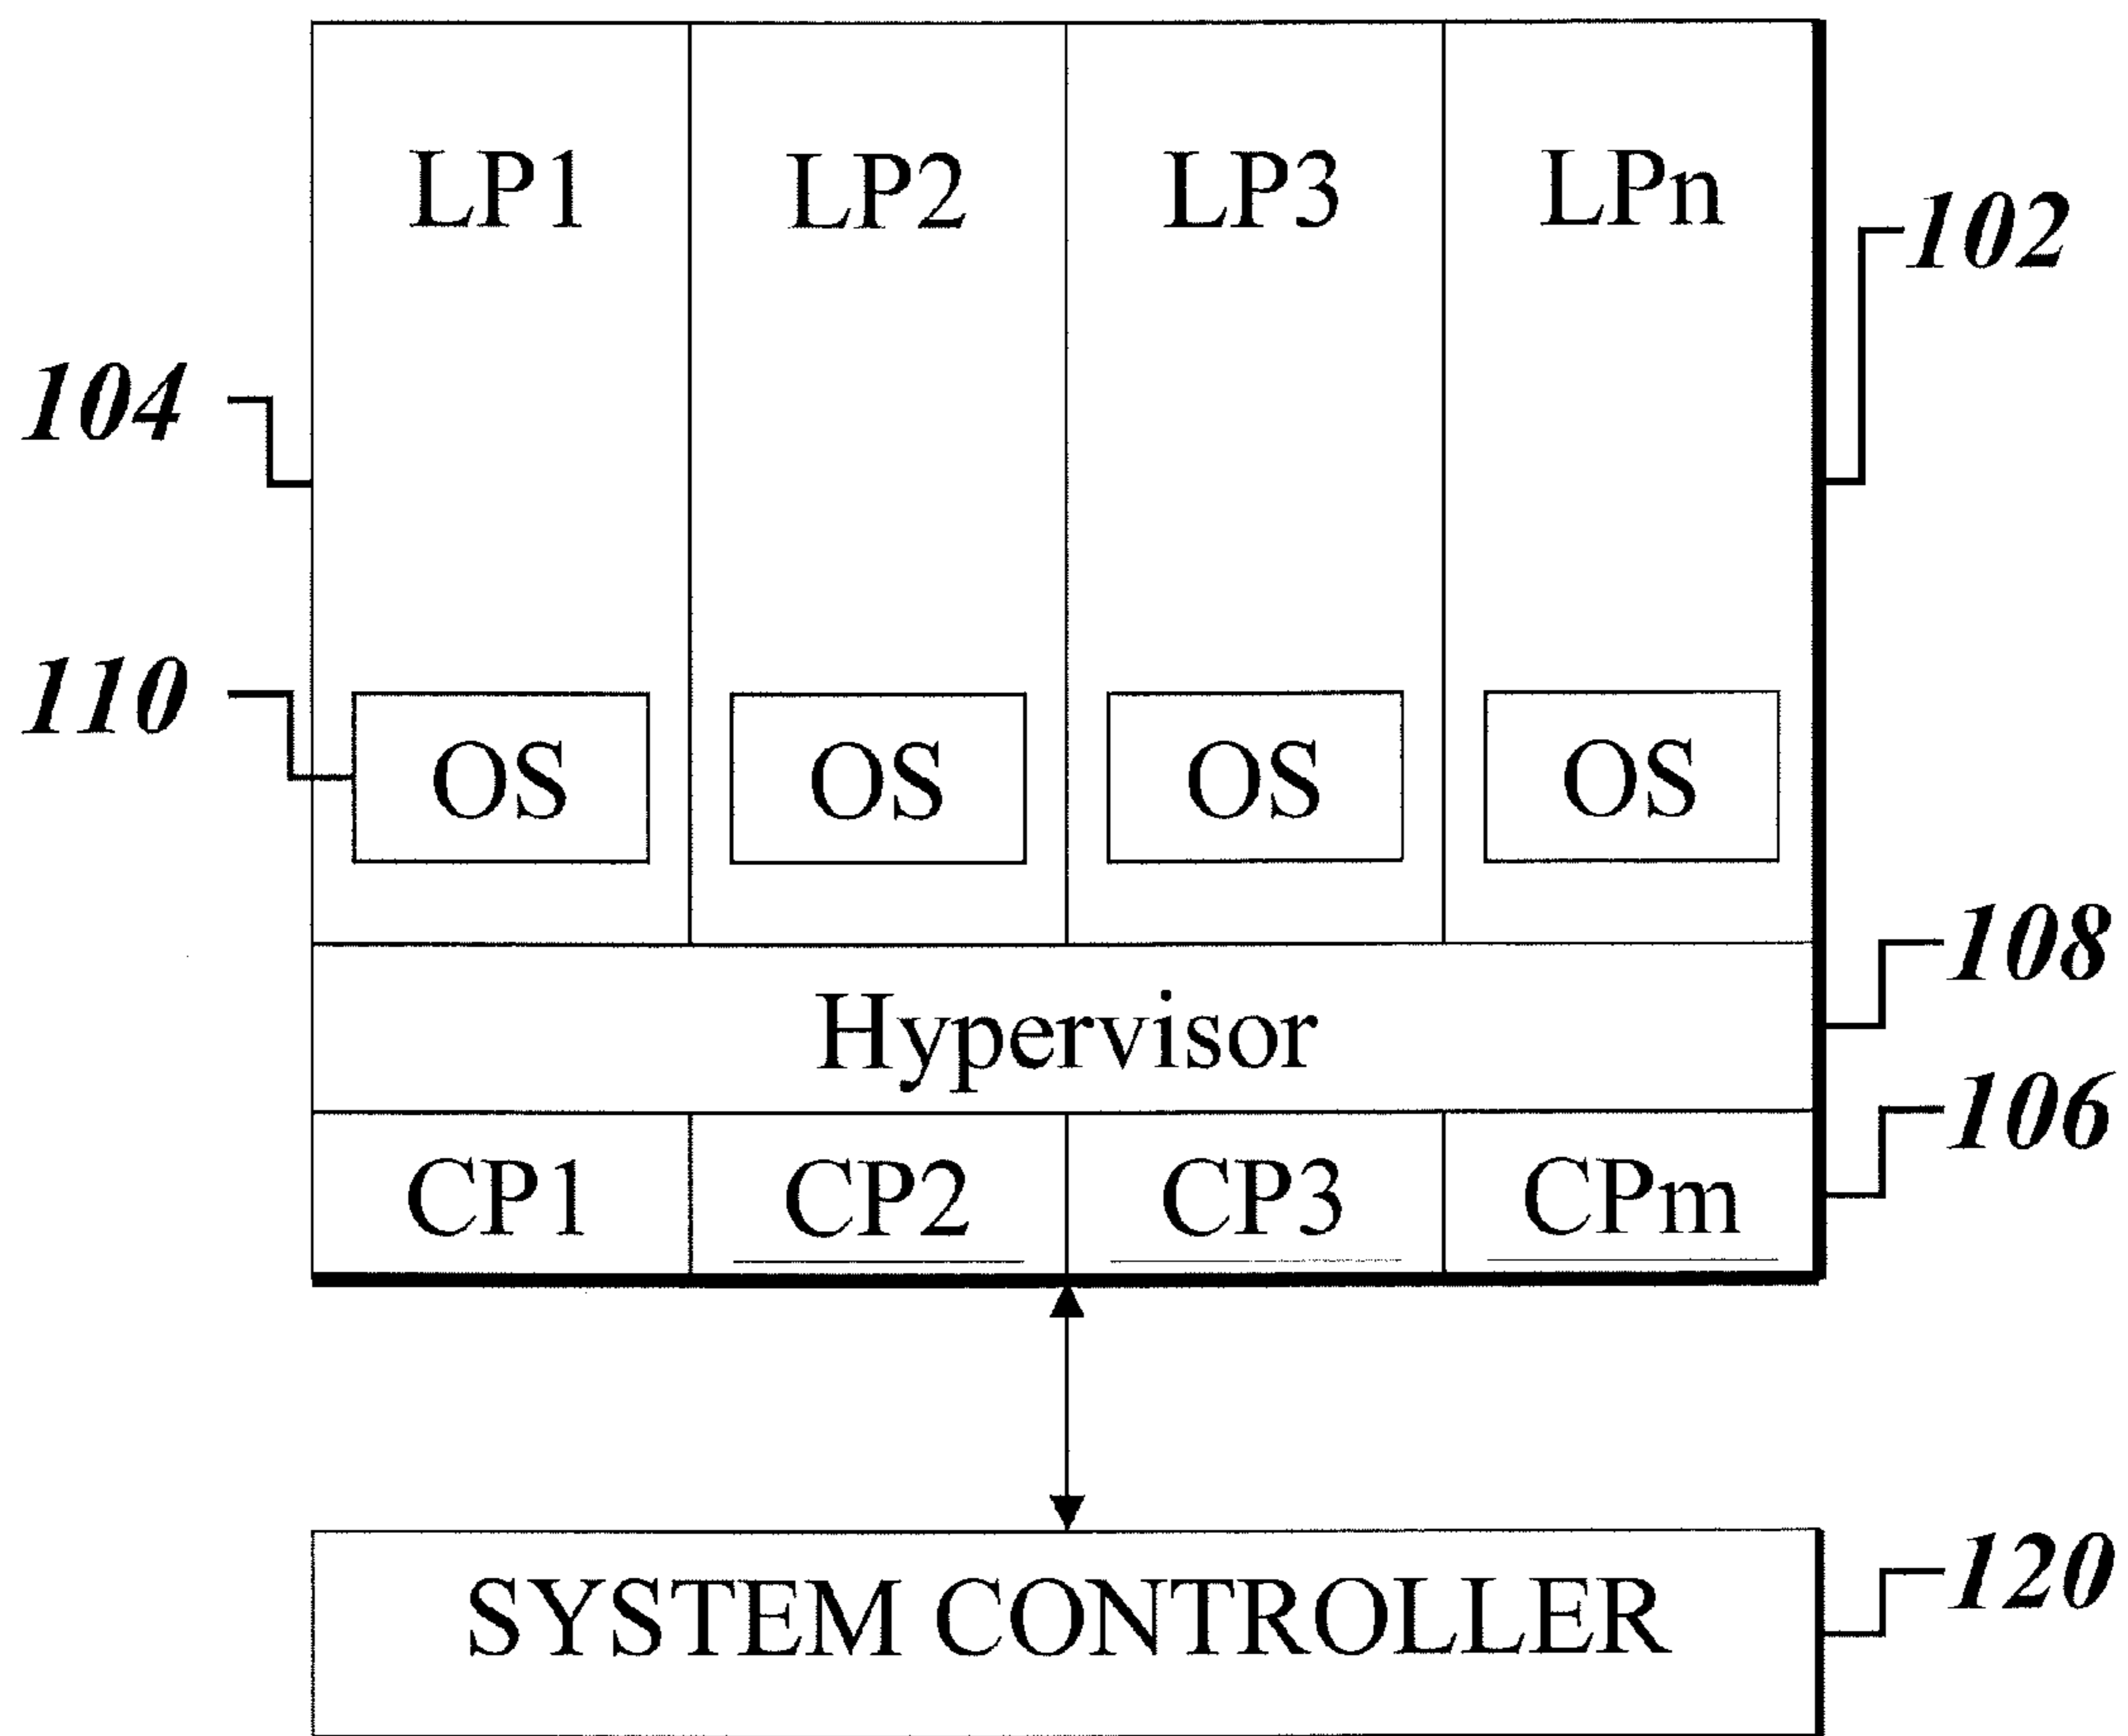 LP1 LP2 LP3 LPn
102
104
110
OS OS OS OS
108
Hypervisor
106
CP1 CP2 CP3 CPm
120
SYSTEM CONTROLLER